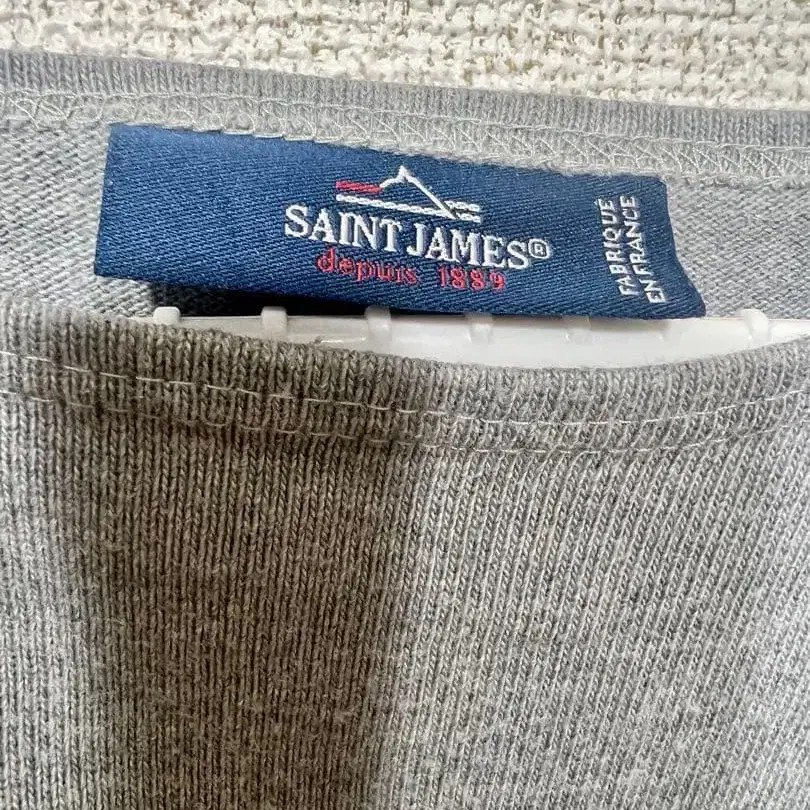 SAINT JAMES®
depuis 1889
FABRIQUÉ
EN FRANCE